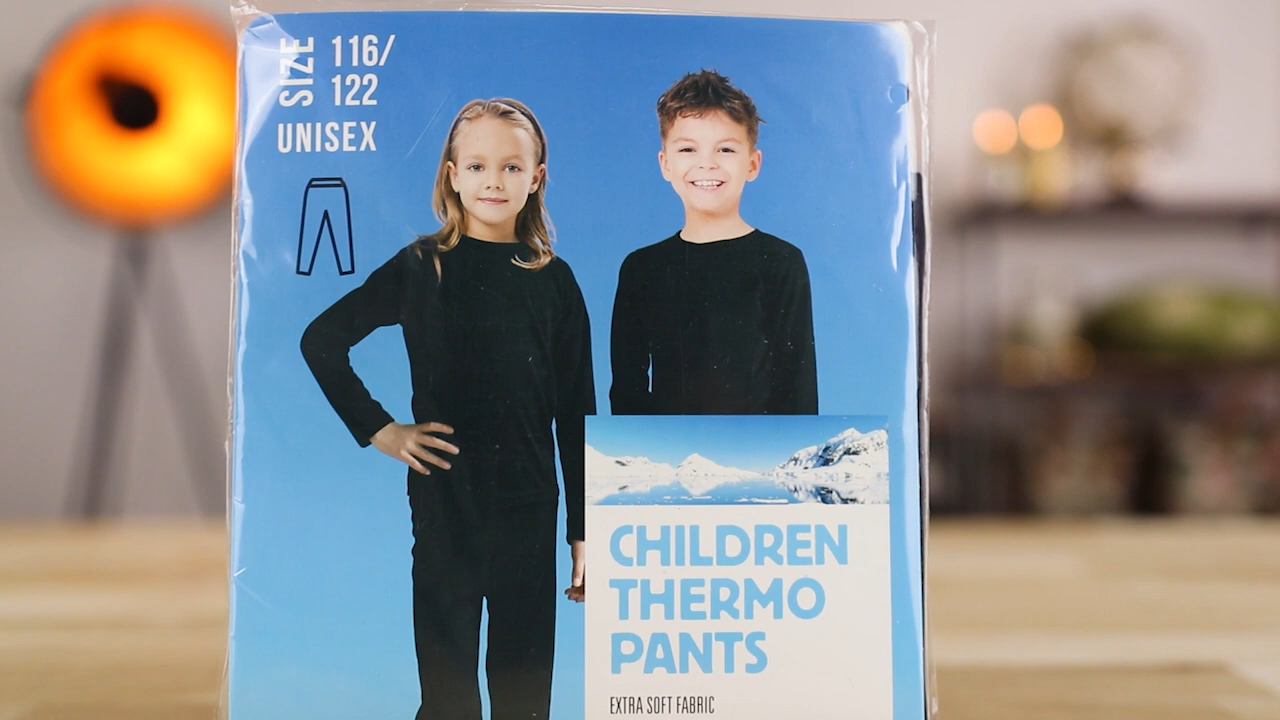 SIZE
116/
122
UNISEX
CHILDREN
THERMO
PANTS
EXTRA SOFT FABRIC